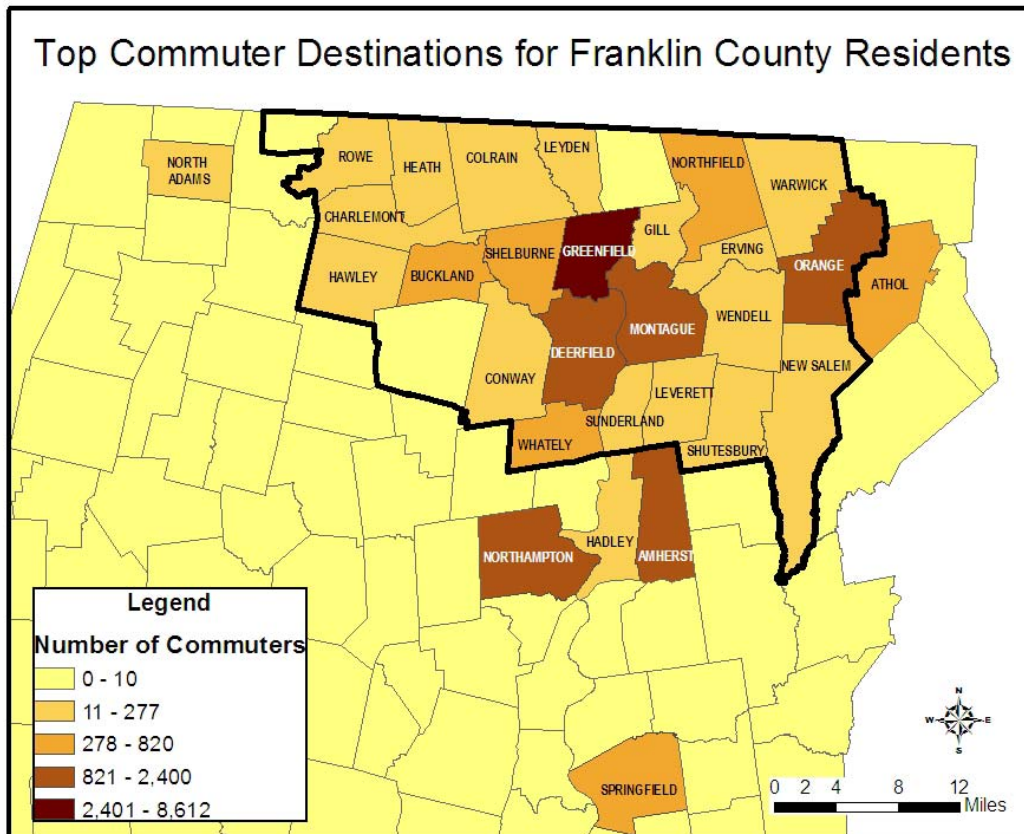 Top Commuter Destinations for Franklin County Residents
NORTH
ADAMS
ROWE
HEATH
COLRAIN
LEYDEN
NORTHFIELD
WARWICK
CHARLEMONT
GILL
ERVING
HAWLEY
BUCKLAND
SHELBURNE
GREENFIELD
ORANGE
ATHOL
WENDELL
MONTAGUE
DEERFIELD
CONWAY
NEW SALEM
LEVERETT
SUNDERLAND
WHATELY
SHUTESBURY
NORTHAMPTON
HADLEY
AMHERST
SPRINGFIELD
Legend
Number of Commuters
0 - 10
11 - 277
278 - 820
821 - 2,400
2,401 - 8,612
N
W E
S
0 2 4 8 12
Miles